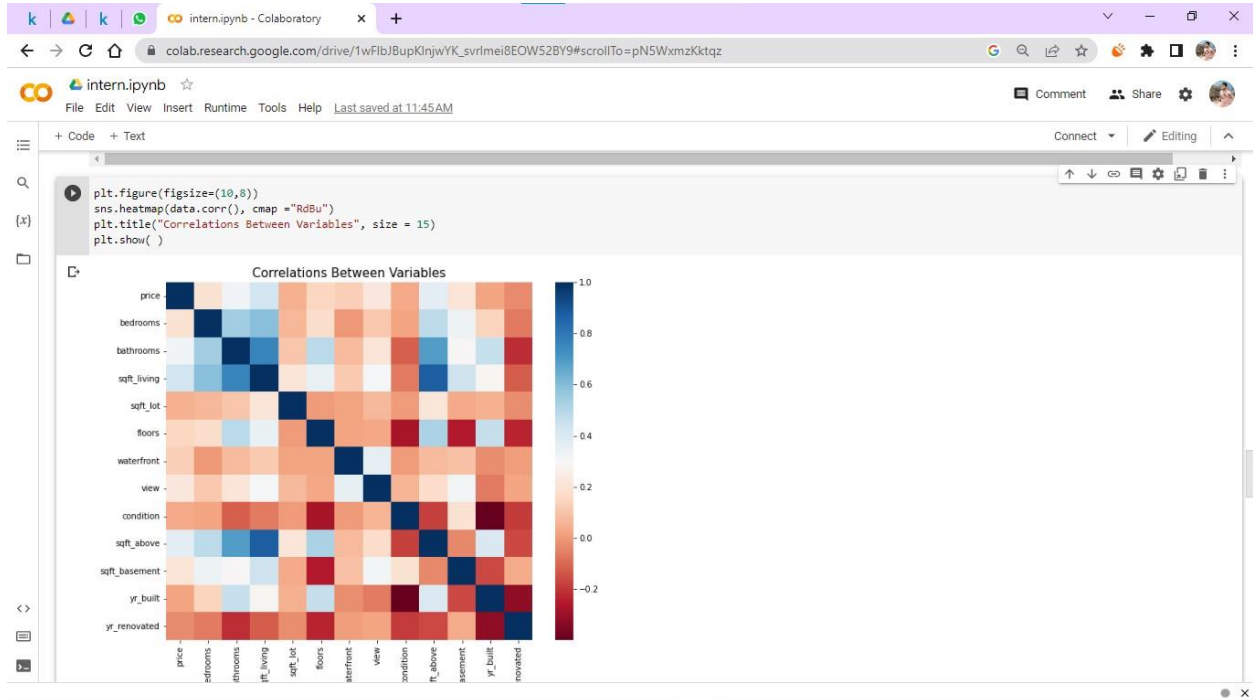 k
k
intern.ipynb - Colaboratory
colab.research.google.com/drive/1wFlbJBupKlnjwYK_svrlmei8EOW52BY9#scrollTo=pN5WxmzKktqz
intern.ipynb
File Edit View Insert Runtime Tools Help Last saved at 11:45 AM
Comment Share
+ Code + Text
Connect Editing
plt.figure(figsize=(10,8))
sns.heatmap(data.corr(), cmap ="RdBu")
plt.title("Correlations Between Variables", size = 15)
plt.show( )
{x}
Correlations Between Variables
price
bedrooms
bathrooms
sqft_living
sqft_lot
floors
waterfront
view
condition
sqft_above
sqft_basement
yr_built
yr_renovated
1.0
0.8
0.6
0.4
0.2
0.0
−0.2
price
edrooms
throoms
ft_living
sqft_lot
floors
aterfront
view
ondition
ft_above
asement
yr_built
novated